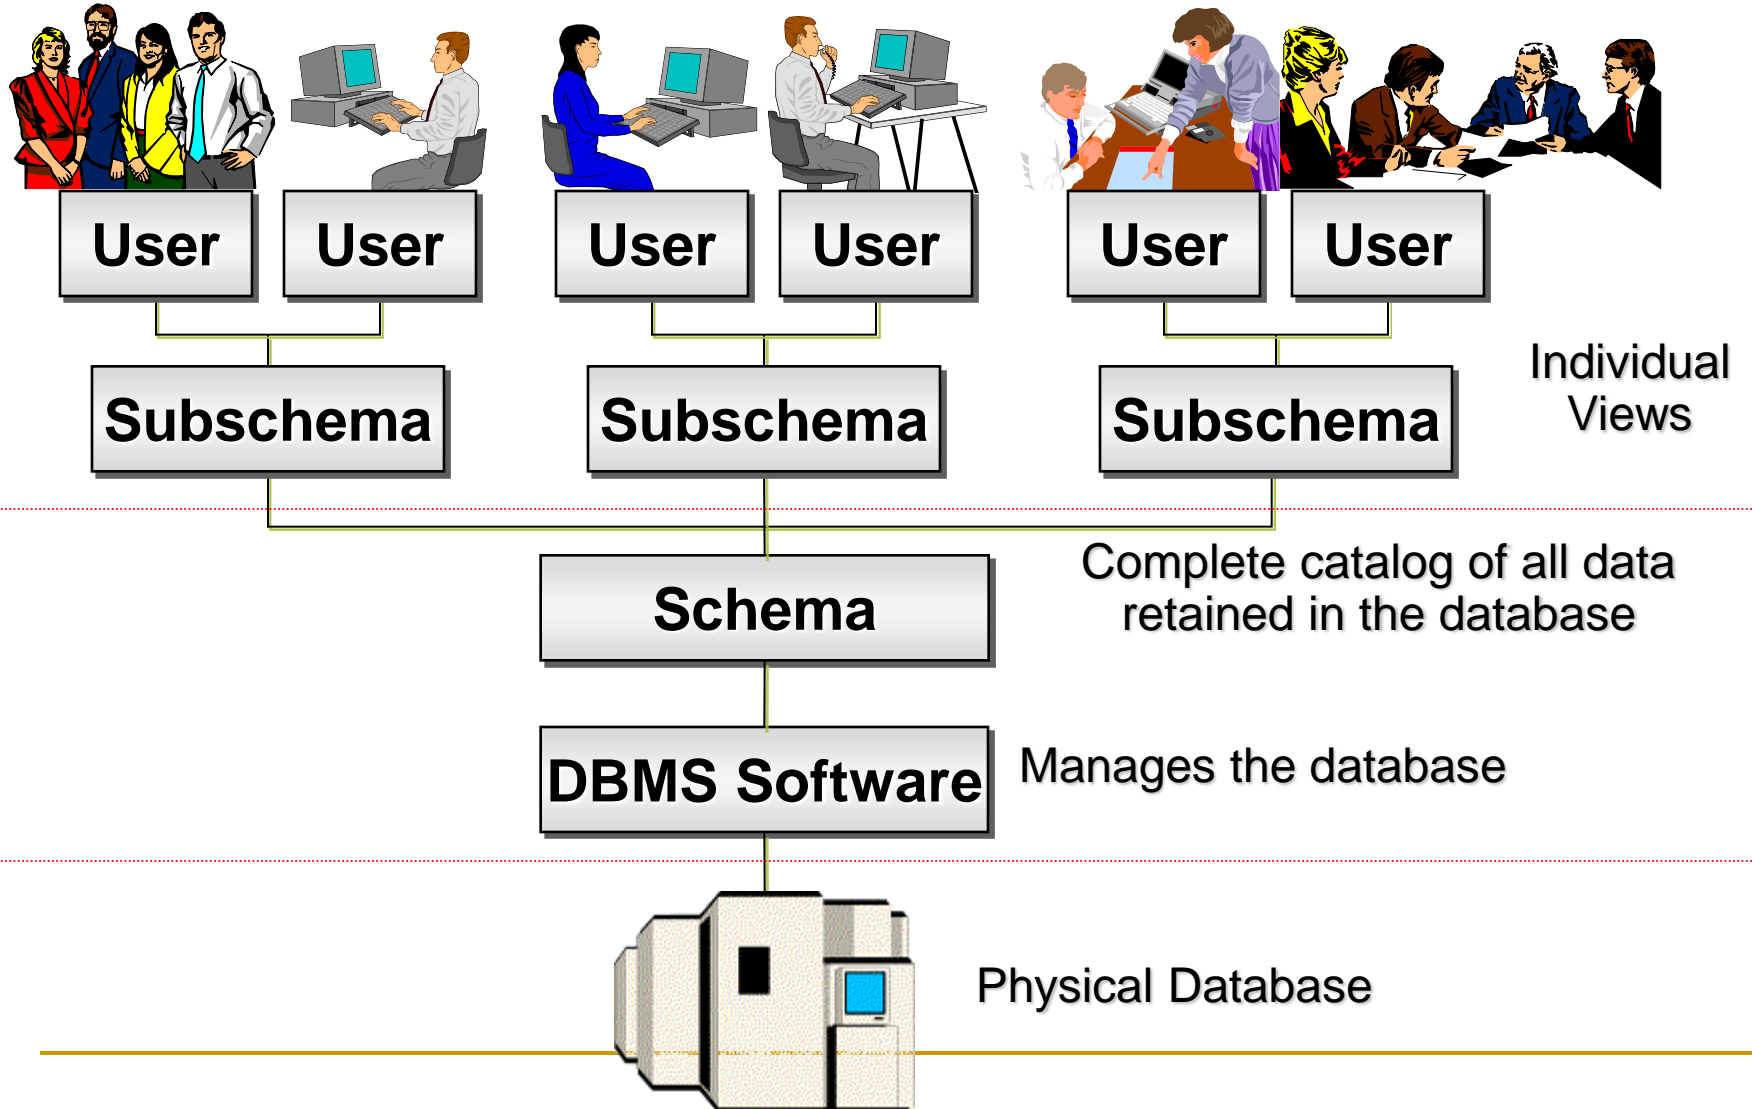 User
User
User
User
User
User
Individual
Views
Subschema
Subschema
Subschema
Complete catalog of all data
retained in the database
Schema
Manages the database
DBMS Software
Physical Database